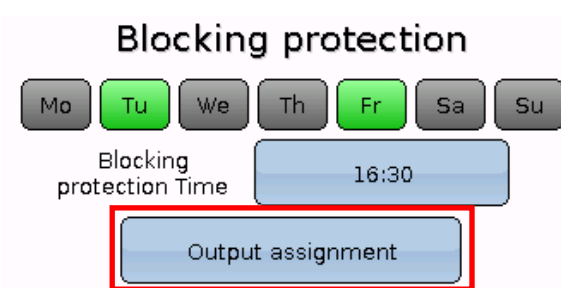 Blocking protection
Mo Tu We Th Fr Sa Su
Blocking
protection Time
16:30
Output assignment